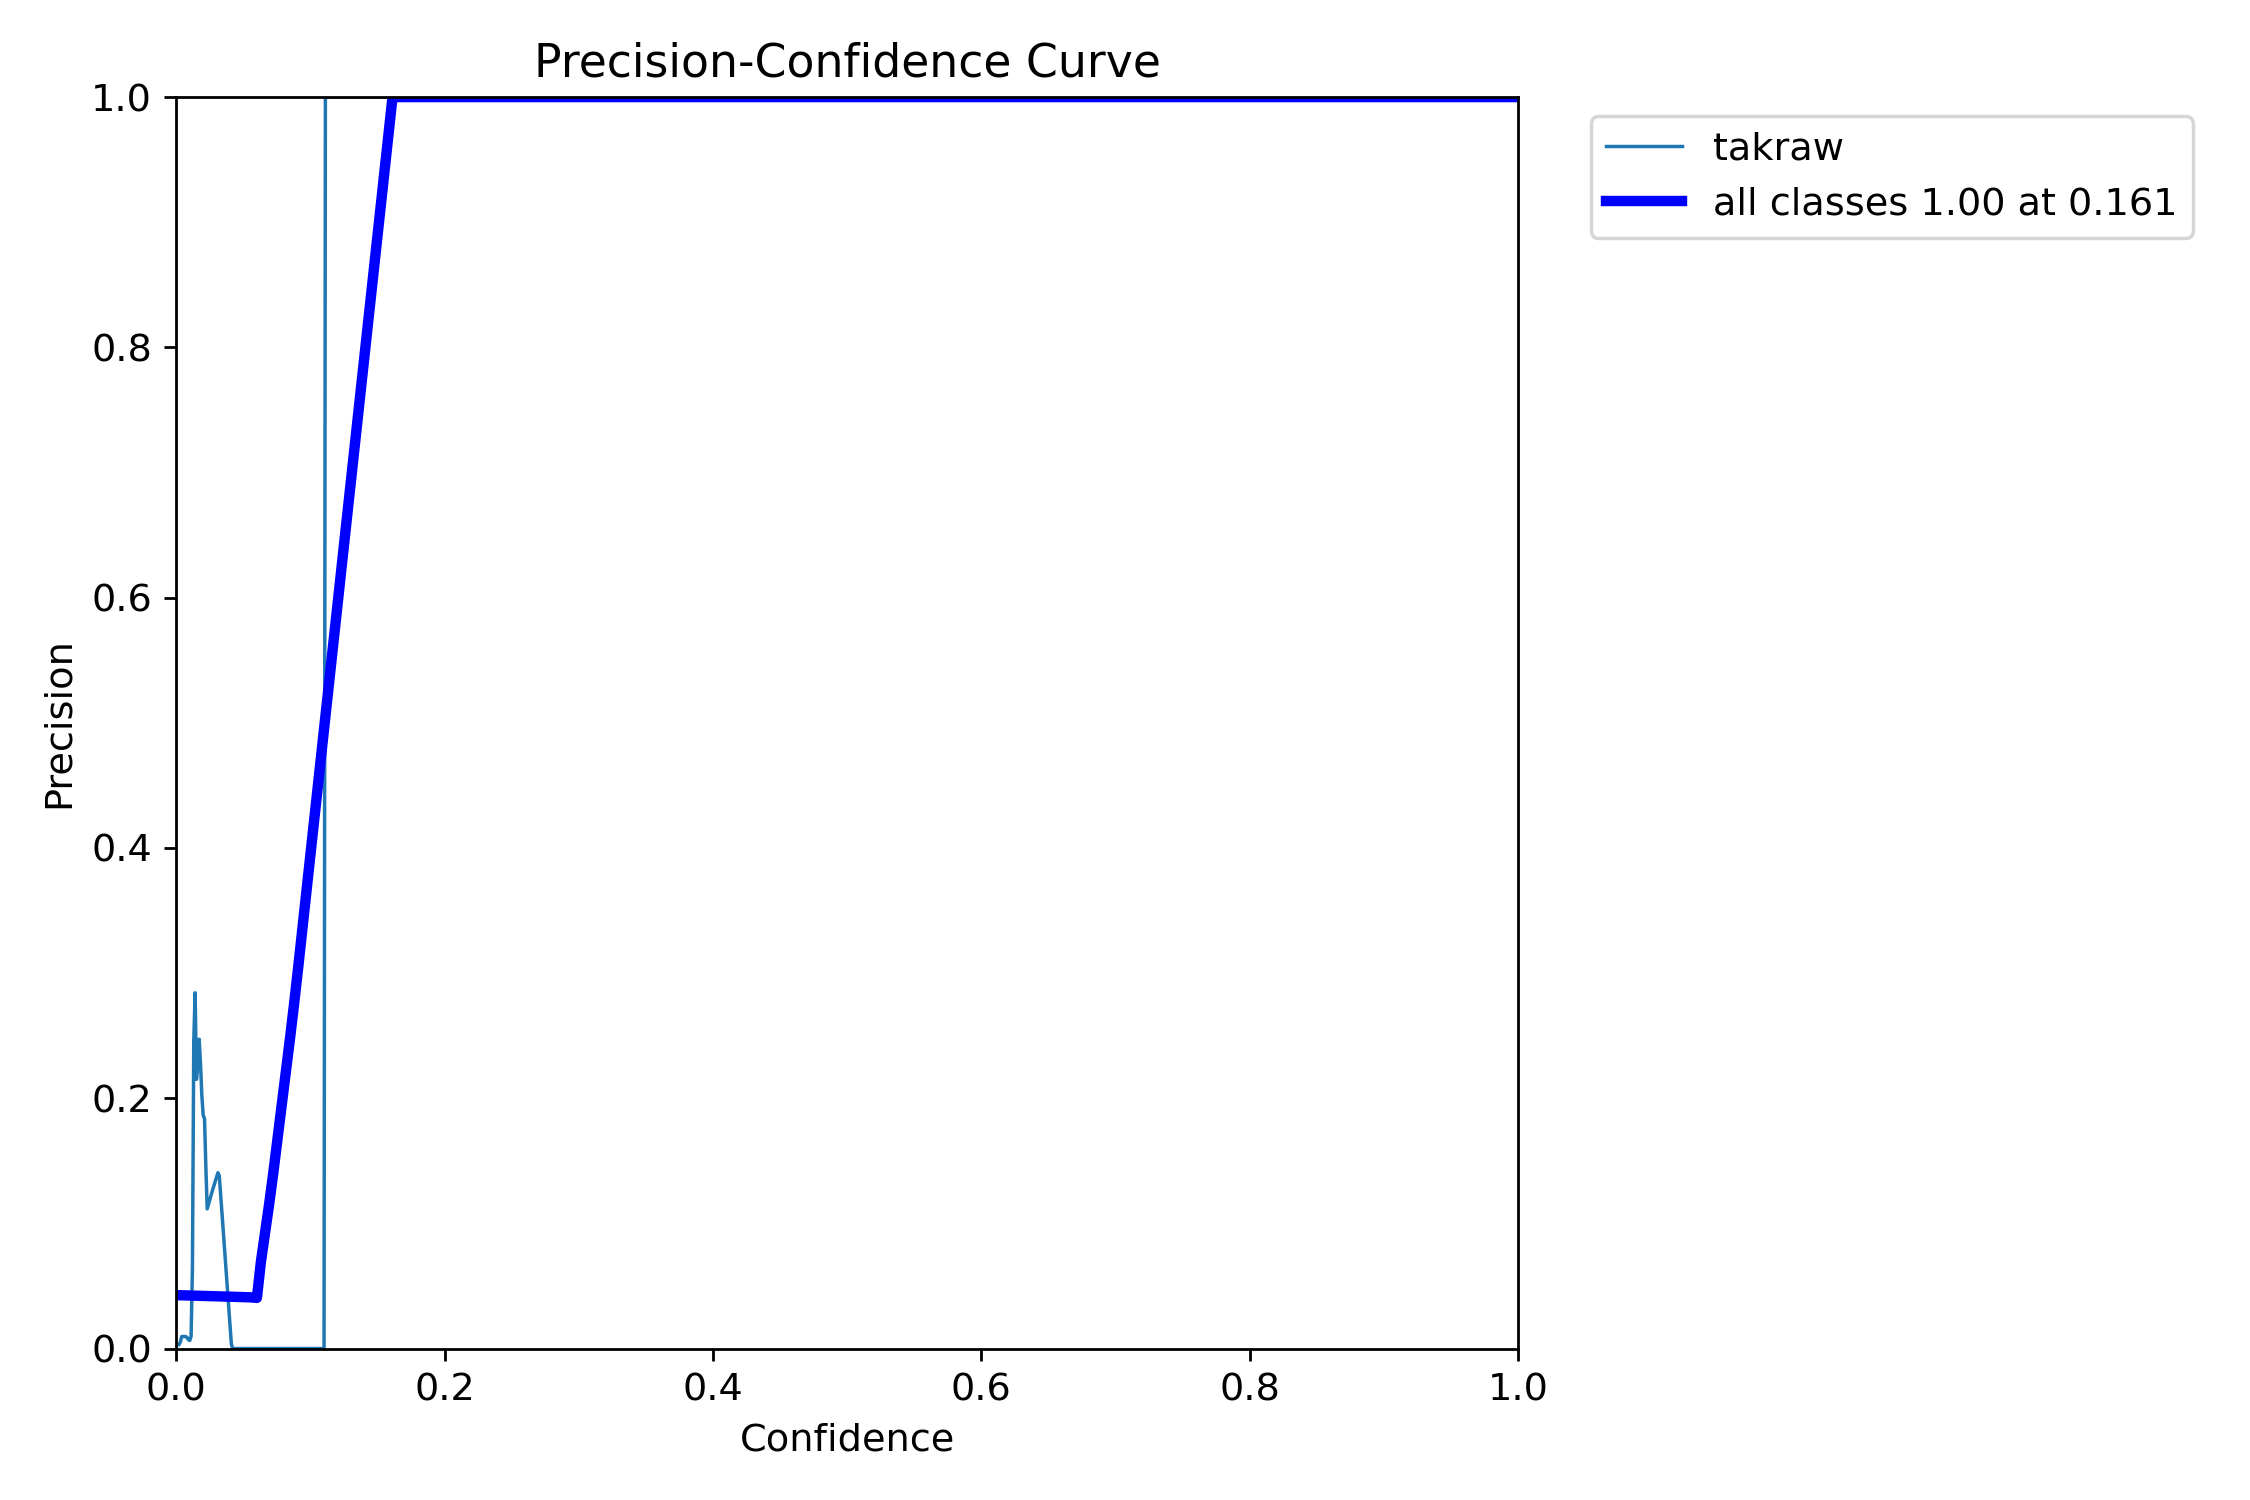 Precision-Confidence Curve
takraw
all classes 1.00 at 0.161
1.0
0.8
0.6
0.4
0.2
0.0
Precision
0.0 0.2 0.4 0.6 0.8 1.0
Confidence